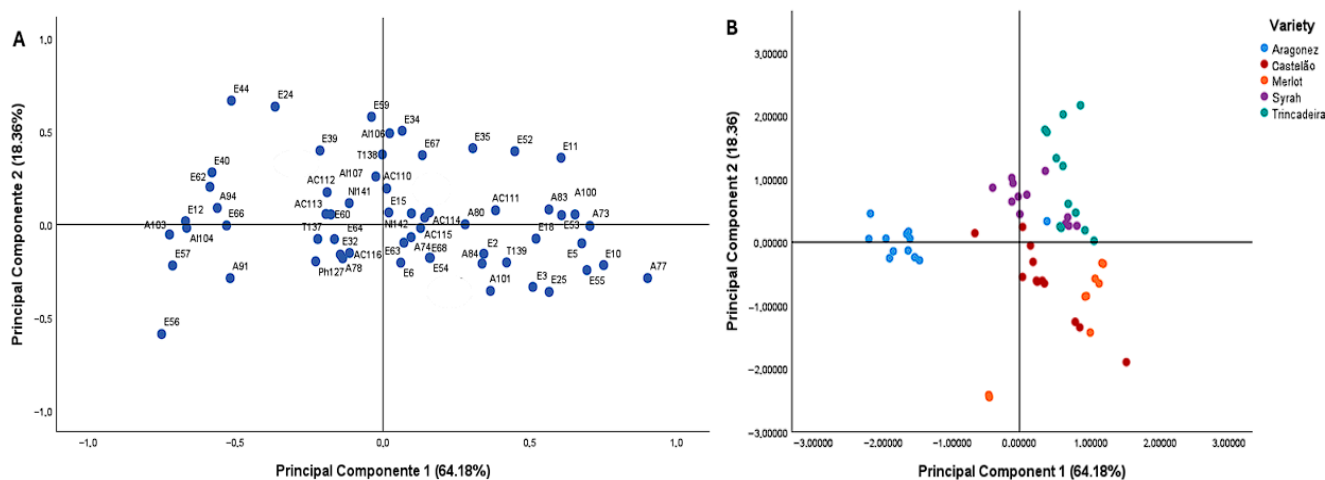 A
1,0
0,5
0,0
-0,5
-1,0
Principal Componente 2 (18.36%)
E44
E24
E59
E34
AI106
E39
T138
E67
E35
E52
E11
E40
AI107
E62
AC112
AC110
A94
NI141
AC111
A83
A100
E12
AC113
E15
A103
E66
E60
AC114
A80
A73
AI104
NI142
E18
E53
T137
E57
E64
AC115
A74
E2
E5
E32
E63
E68
A84
T139
E10
A91
Ph127
A78
AC116
E6
E54
A101
E3
E25
E55
A77
E56
-1,0
-0,5
0,0
0,5
1,0
Principal Componente 1 (64.18%)
B
3,00000
2,00000
1,00000
0,00000
-1,00000
-2,00000
-3,00000
Principal Component 2 (18.36)
-3,00000
-2,00000
-1,00000
0,00000
1,00000
2,00000
3,00000
Principal Component 1 (64.18%)
Variety
Aragonez
Castelão
Merlot
Syrah
Trincadeira